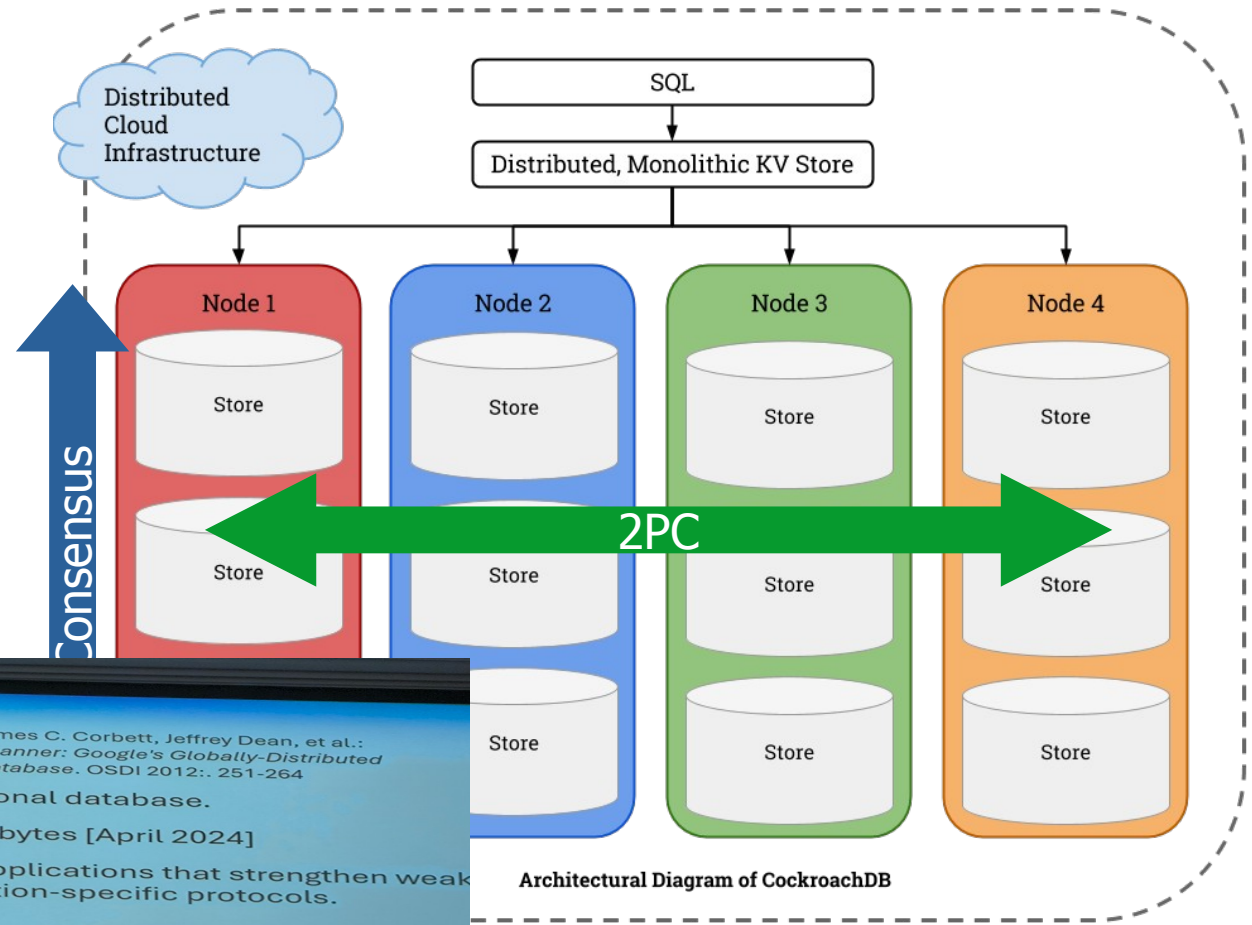 Distributed
Cloud
Infrastructure
SQL
Distributed, Monolithic KV Store
Node 1
Node 2
Node 3
Node 4
Store
Store
Store
Store
Consensus
2PC
Store
Store
Store
Store
Store
Store
Store
C. Corbett, Jeffrey Dean, et al.:
Google's Globally-Distributed
OSDI 2012:. 251-264
database.
[April 2024]
that strengthen weak
protocols.
Architectural Diagram of CockroachDB